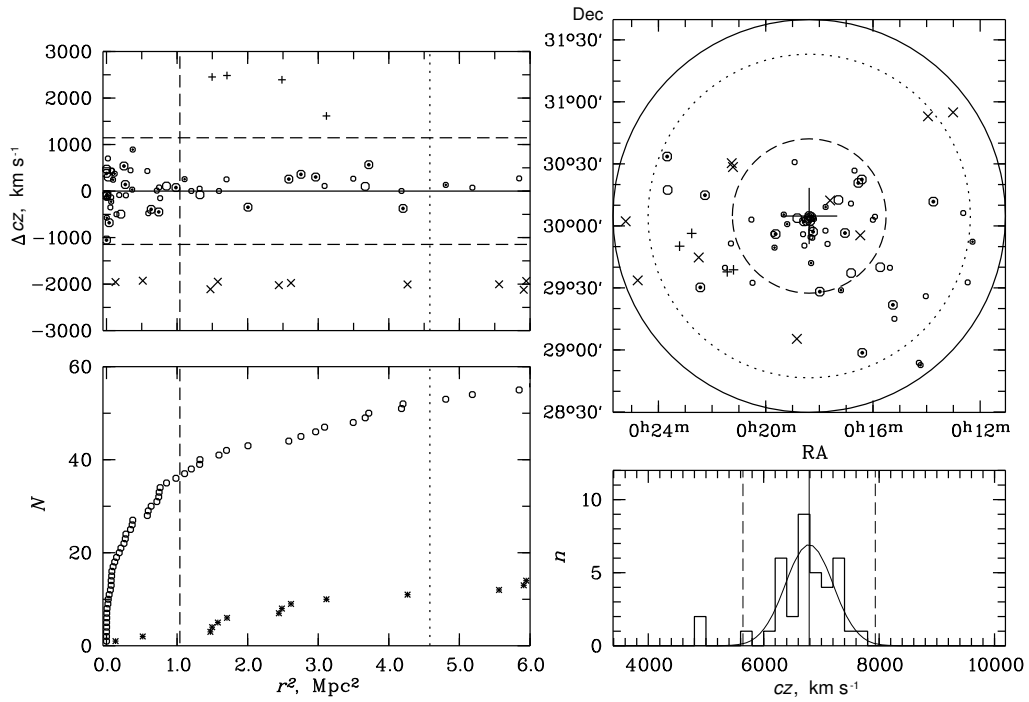 3000
2000
1000
0
−1000
−2000
−3000
Δcz, km s⁻¹
60
40
20
0
N
0.0 1.0 2.0 3.0 4.0 5.0 6.0
r², Mpc²
Dec
31°30′
31°00′
30°30′
30°00′
29°30′
29°00′
28°30′
0ʰ24ᵐ 0ʰ20ᵐ 0ʰ16ᵐ 0ʰ12ᵐ
RA
10
5
0
n
4000 6000 8000 10000
cz, km s⁻¹